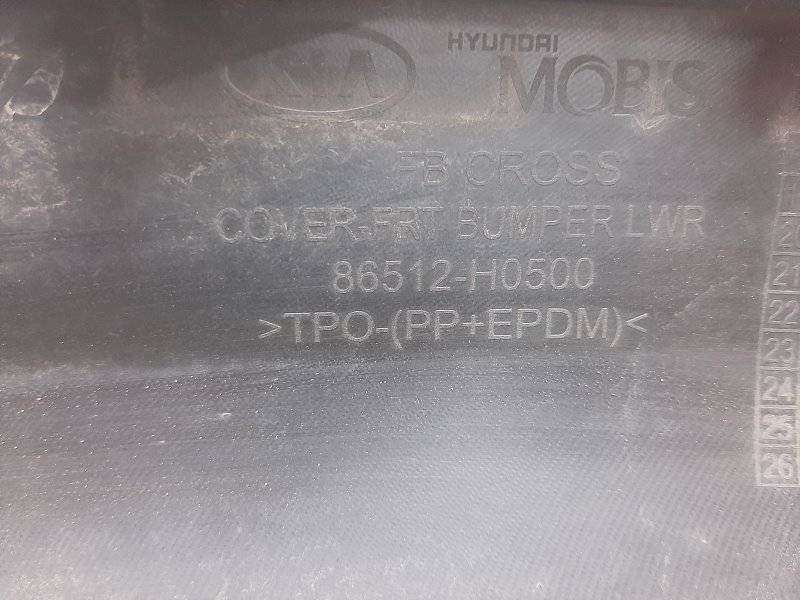 KIA
HYUNDAI
MOBIS
FB CROSS
COVER-FRT BUMPER LWR
86512-H0500
>TPO-(PP+EPDM)<
20
21
22
23
24
25
26